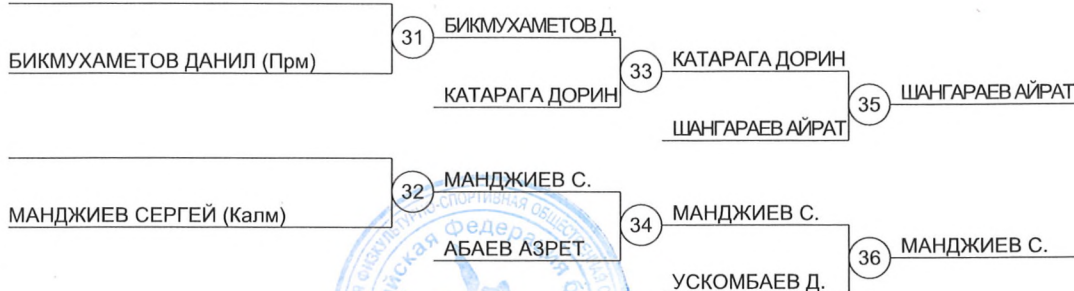 БИКМУХАМЕТОВ ДАНИЛ (Прм)
31
БИКМУХАМЕТОВ Д.
КАТАРАГА ДОРИН
33
КАТАРАГА ДОРИН
ШАНГАРАЕВ АЙРАТ
35
ШАНГАРАЕВ АЙРАТ
МАНДЖИЕВ СЕРГЕЙ (Калм)
32
МАНДЖИЕВ С.
АБАЕВ АЗРЕТ
34
МАНДЖИЕВ С.
УСКОМБАЕВ Д.
36
МАНДЖИЕВ С.